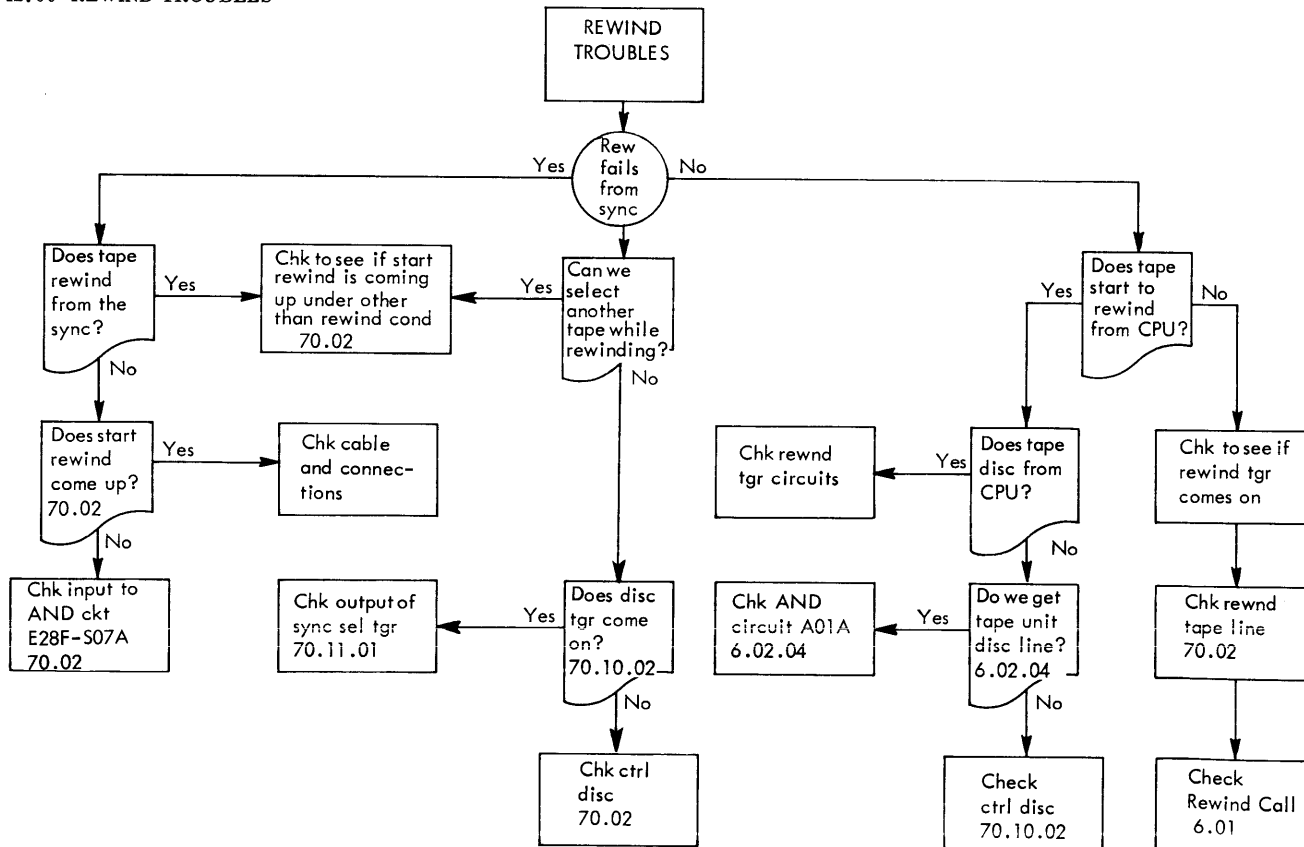 REWIND TROUBLES
REWIND
TROUBLES
Rew
fails
from
sync
Yes
No
Does tape
rewind
from the
sync?
Yes
No
Chk to see if start
rewind is coming
up under other
than rewind cond
70.02
Can we
select
another
tape while
rewinding?
Yes
No
Does tape
start to
rewind
from CPU?
Yes
No
Does start
rewind
come up?
70.02
Yes
No
Chk cable
and connec-
tions
Chk rewnd
tgr circuits
Does tape
disc from
CPU?
Yes
No
Chk to see if
rewind tgr
comes on
Chk input to
AND ckt
E28F-S07A
70.02
Chk output of
sync sel tgr
70.11.01
Does disc
tgr come
on?
70.10.02
Yes
No
Chk AND
circuit A01A
6.02.04
Do we get
tape unit
disc line?
6.02.04
Yes
No
Chk rewnd
tape line
70.02
Chk ctrl
disc
70.02
Check
ctrl disc
70.10.02
Check
Rewind Call
6.01